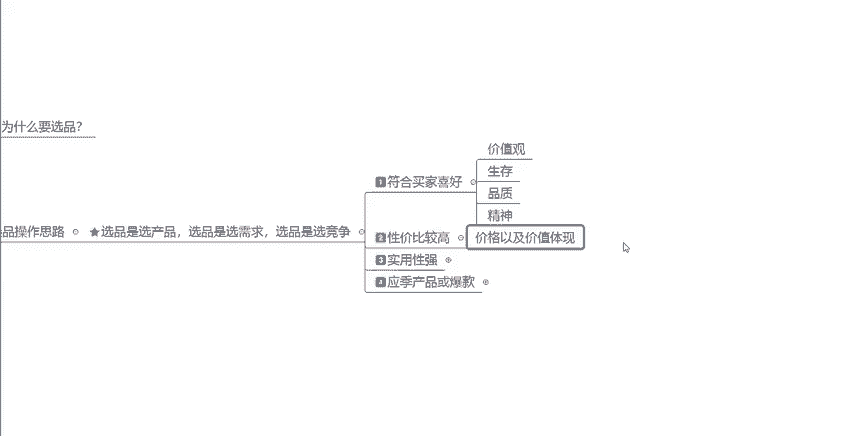 为什么要选品?
价值观
1 符合买家喜好
生存
品质
精神
品操作思路
★选品是选产品，选品是选需求，选品是选竞争
2 性价比较高
价格以及价值体现
3 实用性强
4 应季产品或爆款